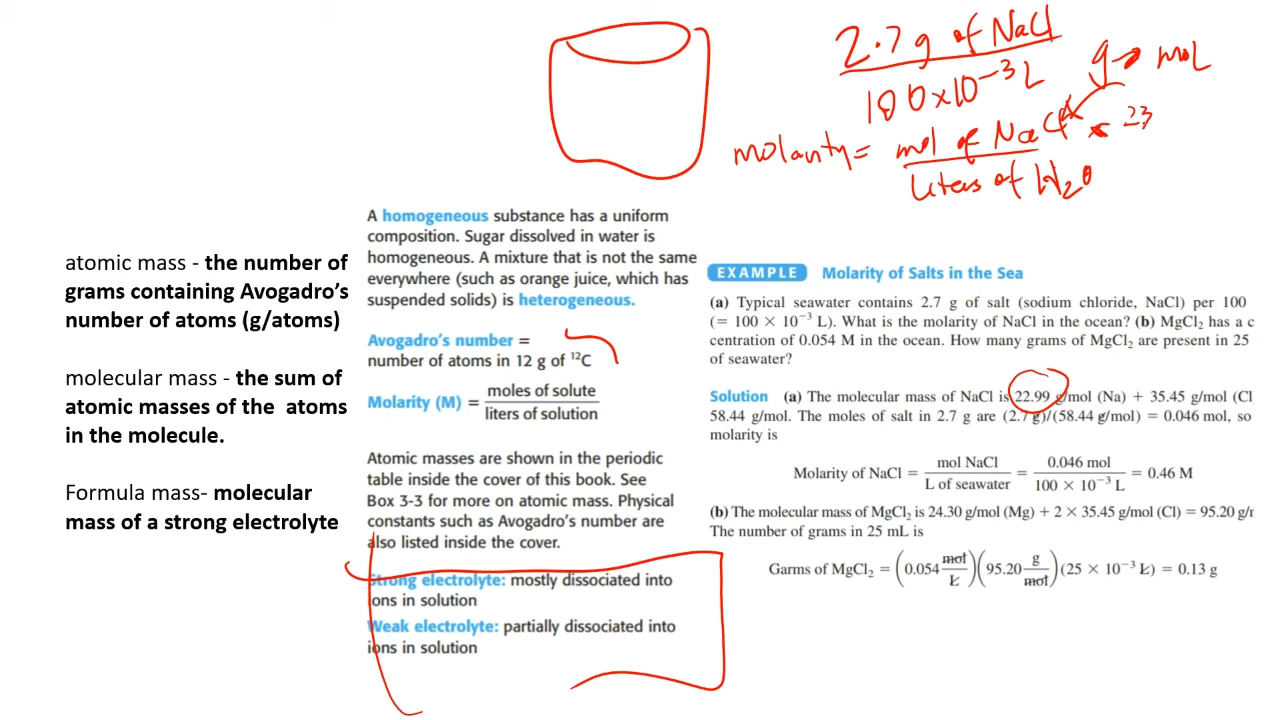 2.7 g of NaCl
100 x 10⁻³ L
g → mol
molarity = mol of NaCl x 23
liters of H₂O
atomic mass - the number of
grams containing Avogadro's
number of atoms (g/atoms)
molecular mass - the sum of
atomic masses of the atoms
in the molecule.
Formula mass- molecular
mass of a strong electrolyte
A homogeneous substance has a uniform
composition. Sugar dissolved in water is
homogeneous. A mixture that is not the same
everywhere (such as orange juice, which has
suspended solids) is heterogeneous.
Avogadro's number =
number of atoms in 12 g of ¹²C
Molarity (M) = moles of solute
liters of solution
Atomic masses are shown in the periodic
table inside the cover of this book. See
Box 3-3 for more on atomic mass. Physical
constants such as Avogadro's number are
also listed inside the cover.
Strong electrolyte: mostly dissociated into
ions in solution
Weak electrolyte: partially dissociated into
ions in solution
EXAMPLE Molarity of Salts in the Sea
(a) Typical seawater contains 2.7 g of salt (sodium chloride, NaCl) per 100
(= 100 × 10⁻³ L). What is the molarity of NaCl in the ocean? (b) MgCl₂ has a c
centration of 0.054 M in the ocean. How many grams of MgCl₂ are present in 25
of seawater?
Solution (a) The molecular mass of NaCl is 22.99 g/mol (Na) + 35.45 g/mol (Cl
58.44 g/mol. The moles of salt in 2.7 g are (2.7 g)/(58.44 g/mol) = 0.046 mol, so
molarity is
Molarity of NaCl = mol NaCl / L of seawater = 0.046 mol / 100 × 10⁻³ L = 0.46 M
(b) The molecular mass of MgCl₂ is 24.30 g/mol (Mg) + 2 × 35.45 g/mol (Cl) = 95.20 g/
The number of grams in 25 mL is
Garms of MgCl₂ = (0.054 mol/L)(95.20 g/mol)(25 × 10⁻³ L) = 0.13 g